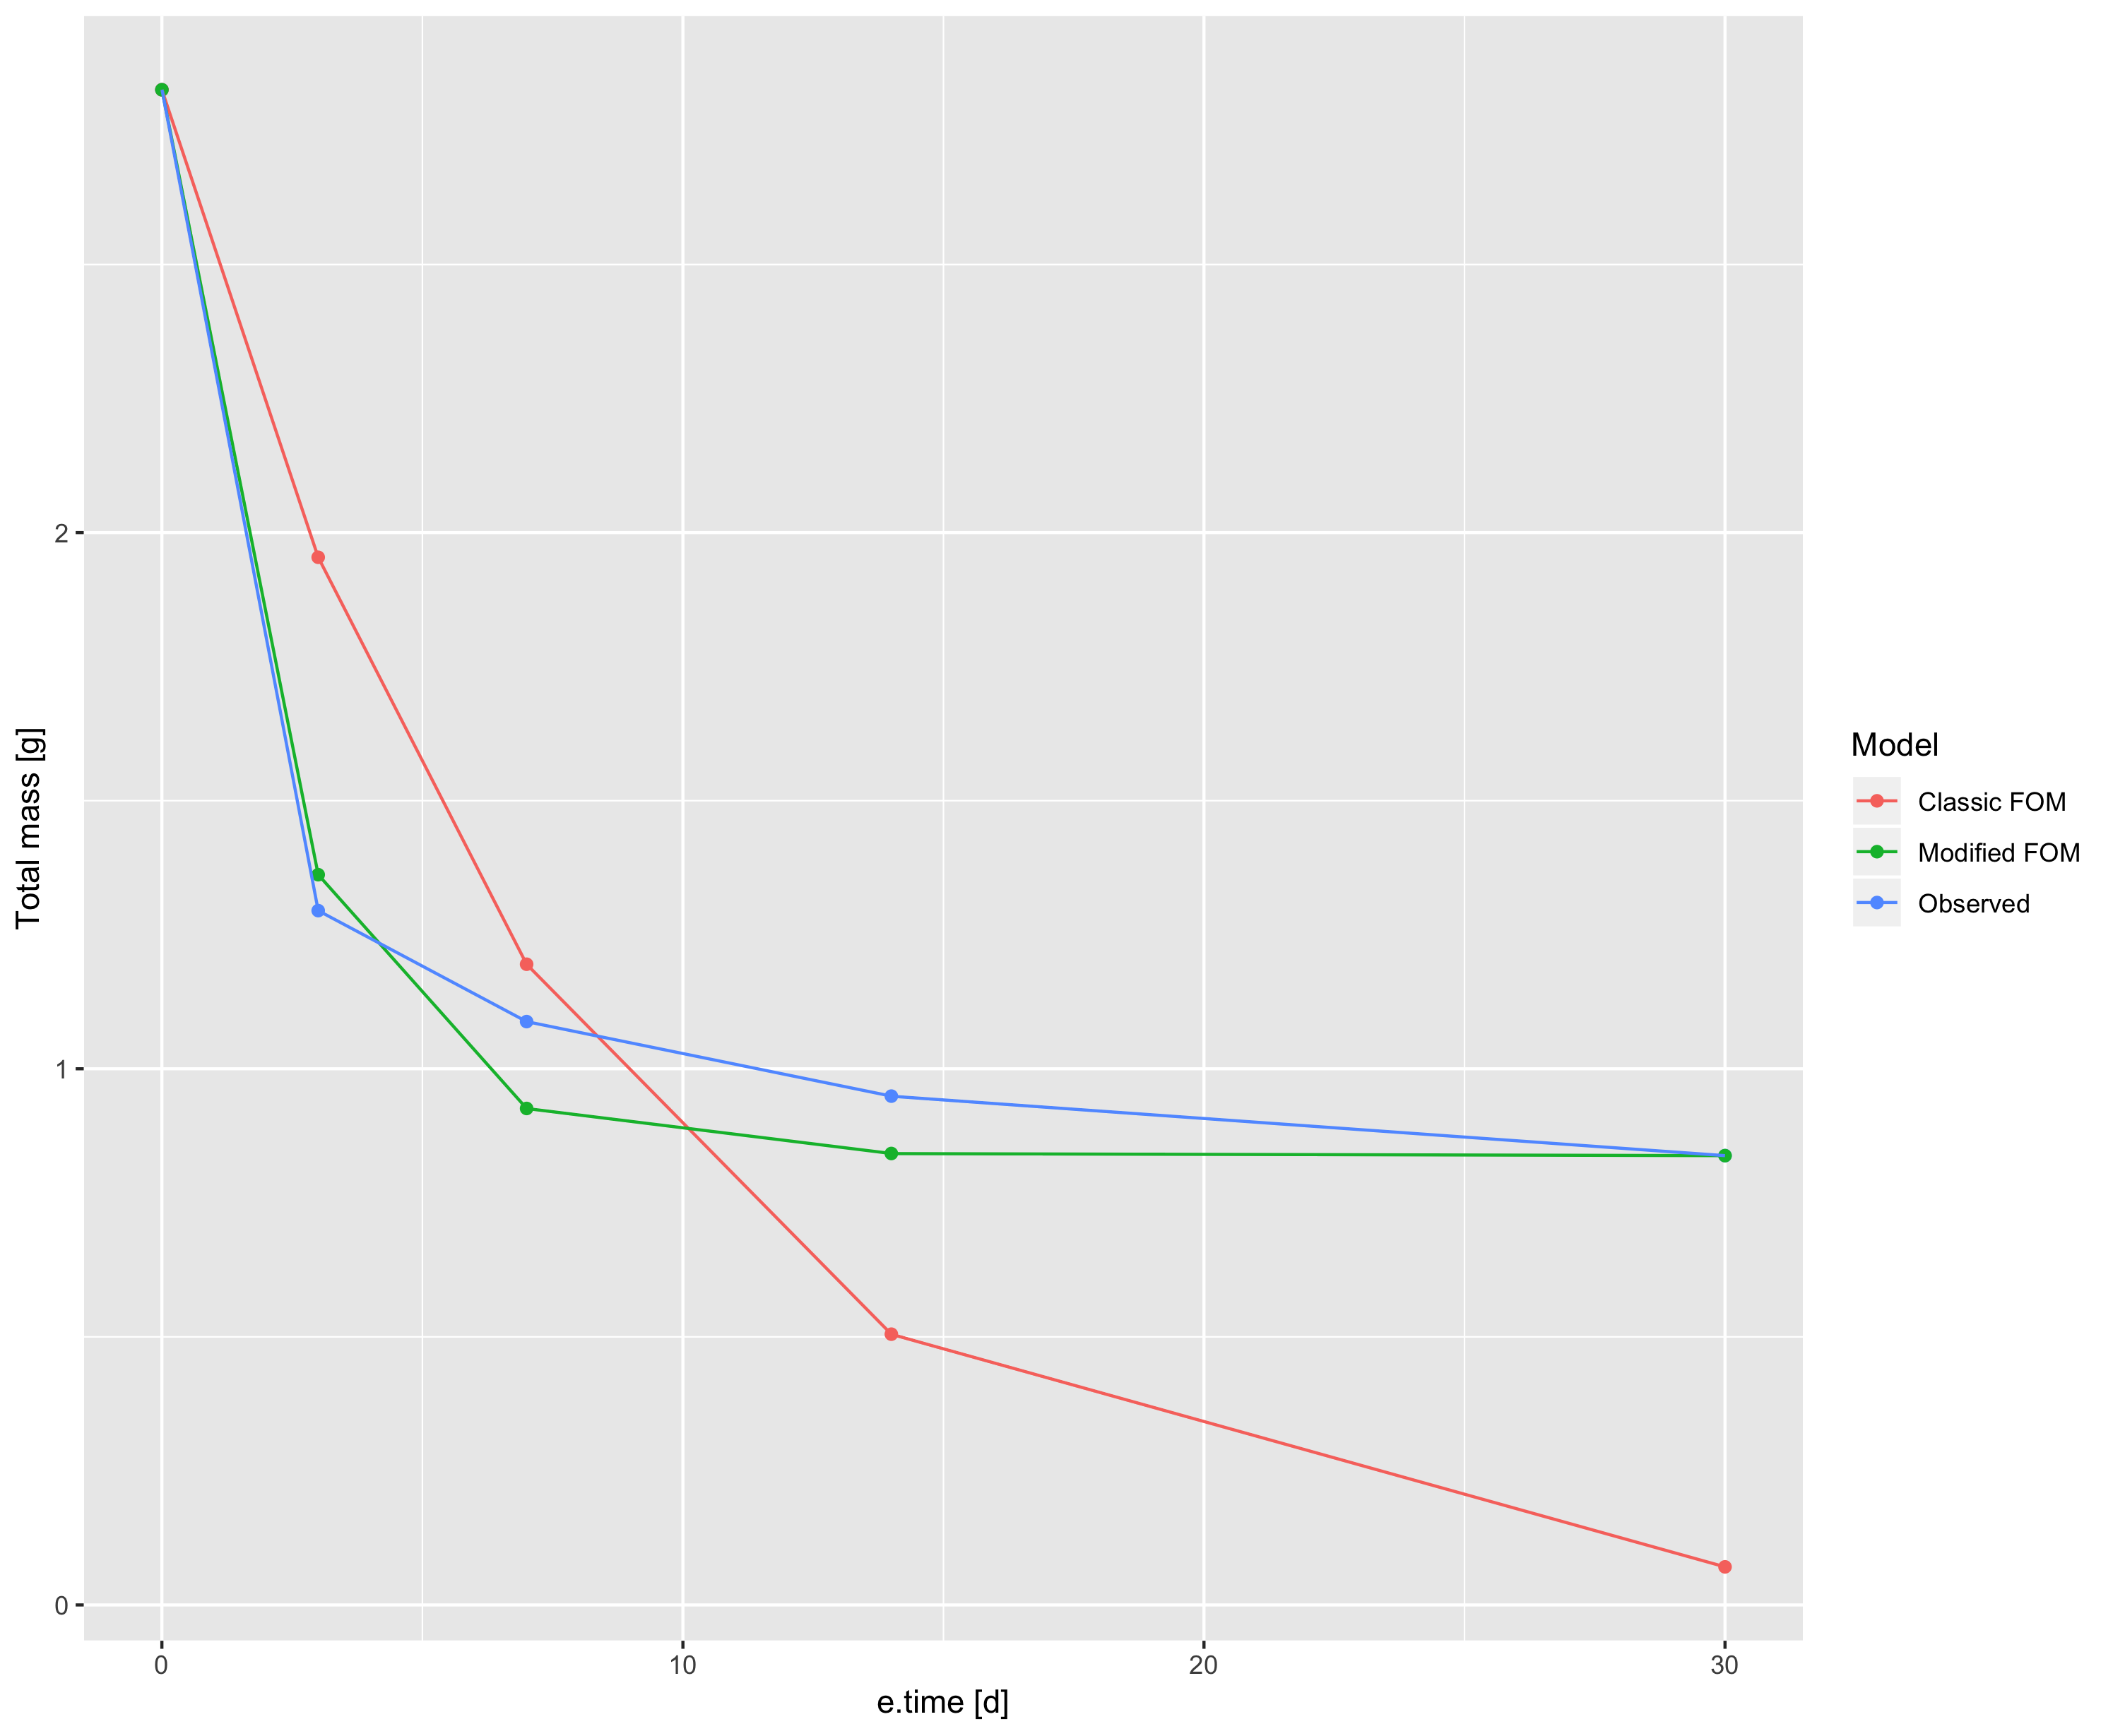 Total mass [g]
2
1
0
0
10
20
30
e.time [d]
Model
Classic FOM
Modified FOM
Observed